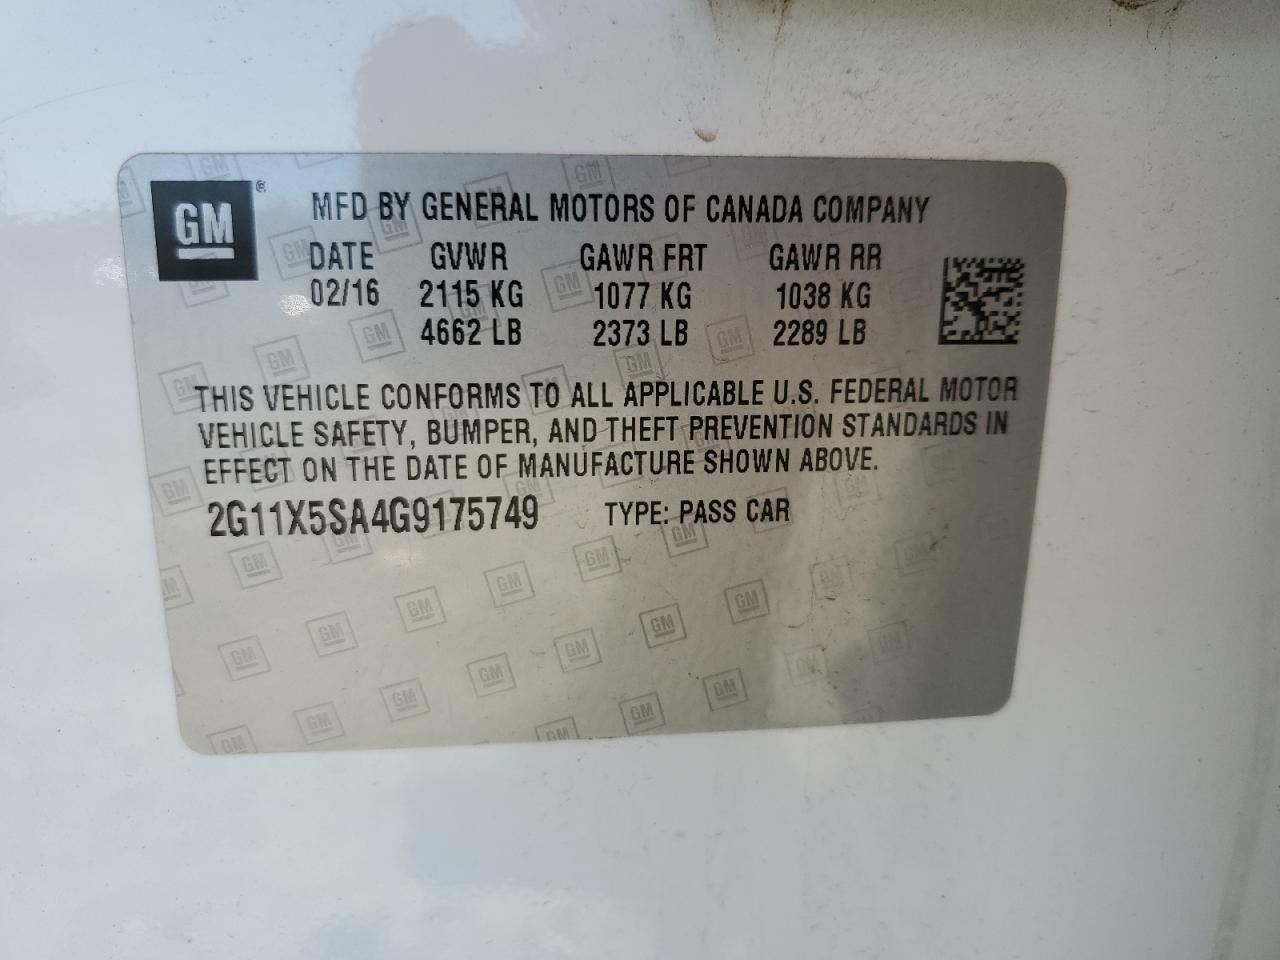 GM®
MFD BY GENERAL MOTORS OF CANADA COMPANY
DATE GVWR GAWR FRT GAWR RR
02/16 2115 KG 1077 KG 1038 KG
4662 LB 2373 LB 2289 LB
THIS VEHICLE CONFORMS TO ALL APPLICABLE U.S. FEDERAL MOTOR
VEHICLE SAFETY, BUMPER, AND THEFT PREVENTION STANDARDS IN
EFFECT ON THE DATE OF MANUFACTURE SHOWN ABOVE.
2G11X5SA4G9175749 TYPE: PASS CAR